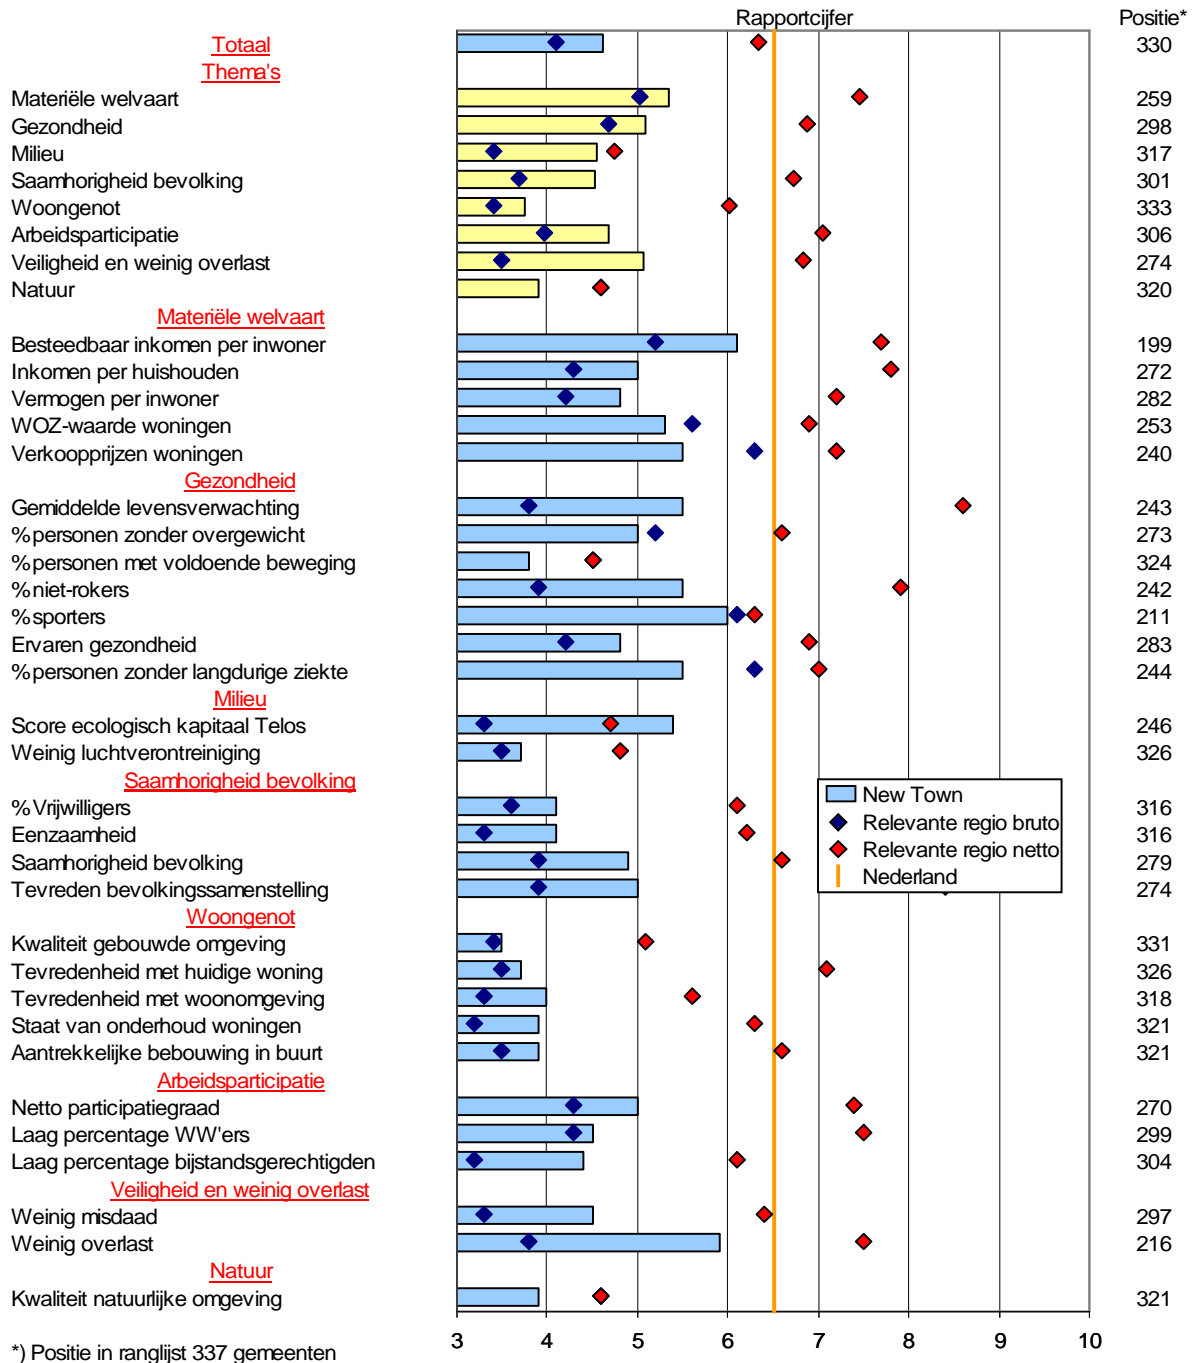 Rapportcijfer Positie*
Totaal 330
Thema's
Materiële welvaart 259
Gezondheid 298
Milieu 317
Saamhorigheid bevolking 301
Woongenot 333
Arbeidsparticipatie 306
Veiligheid en weinig overlast 274
Natuur 320
Materiële welvaart
Besteedbaar inkomen per inwoner 199
Inkomen per huishouden 272
Vermogen per inwoner 282
WOZ-waarde woningen 253
Verkoopprijzen woningen 240
Gezondheid
Gemiddelde levensverwachting 243
% personen zonder overgewicht 273
% personen met voldoende beweging 324
% niet-rokers 242
% sporters 211
Ervaren gezondheid 283
% personen zonder langdurige ziekte 244
Milieu
Score ecologisch kapitaal Telos 246
Weinig luchtverontreiniging 326
Saamhorigheid bevolking
% Vrijwilligers 316
Eenzaamheid 316
Saamhorigheid bevolking 279
Tevreden bevolkingssamenstelling 274
New Town
Relevante regio bruto
Relevante regio netto
Nederland
Woongenot
Kwaliteit gebouwde omgeving 331
Tevredenheid met huidige woning 326
Tevredenheid met woonomgeving 318
Staat van onderhoud woningen 321
Aantrekkelijke bebouwing in buurt 321
Arbeidsparticipatie
Netto participatiegraad 270
Laag percentage WW'ers 299
Laag percentage bijstandsgerechtigden 304
Veiligheid en weinig overlast
Weinig misdaad 297
Weinig overlast 216
Natuur
Kwaliteit natuurlijke omgeving 321
3 4 5 6 7 8 9 10
*) Positie in ranglijst 337 gemeenten